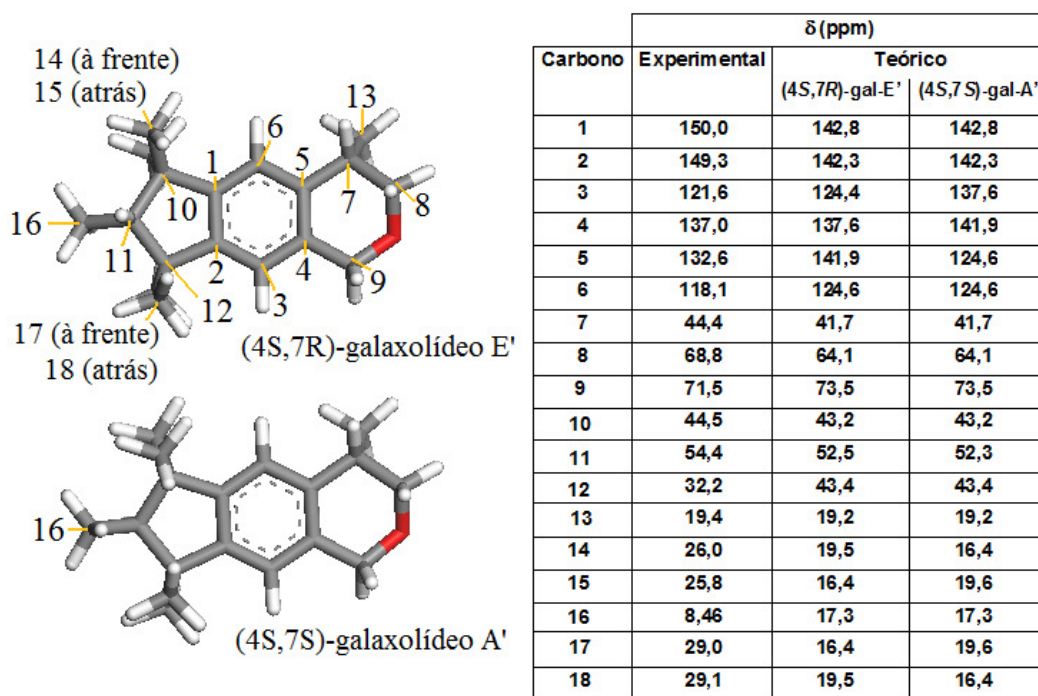 14 (à frente)
15 (atrás)
13
6
1
5
16
10
7
8
11
2
4
9
12
3
17 (à frente)
18 (atrás)
(4S,7R)-galaxolídeo E'
16
(4S,7S)-galaxolídeo A'
δ (ppm)
Carbono Experimental Teórico
(4S,7R)-gal-E' (4S,7S)-gal-A'
1 150,0 142,8 142,8
2 149,3 142,3 142,3
3 121,6 124,4 137,6
4 137,0 137,6 141,9
5 132,6 141,9 124,6
6 118,1 124,6 124,6
7 44,4 41,7 41,7
8 68,8 64,1 64,1
9 71,5 73,5 73,5
10 44,5 43,2 43,2
11 54,4 52,5 52,3
12 32,2 43,4 43,4
13 19,4 19,2 19,2
14 26,0 19,5 16,4
15 25,8 16,4 19,6
16 8,46 17,3 17,3
17 29,0 16,4 19,6
18 29,1 19,5 16,4